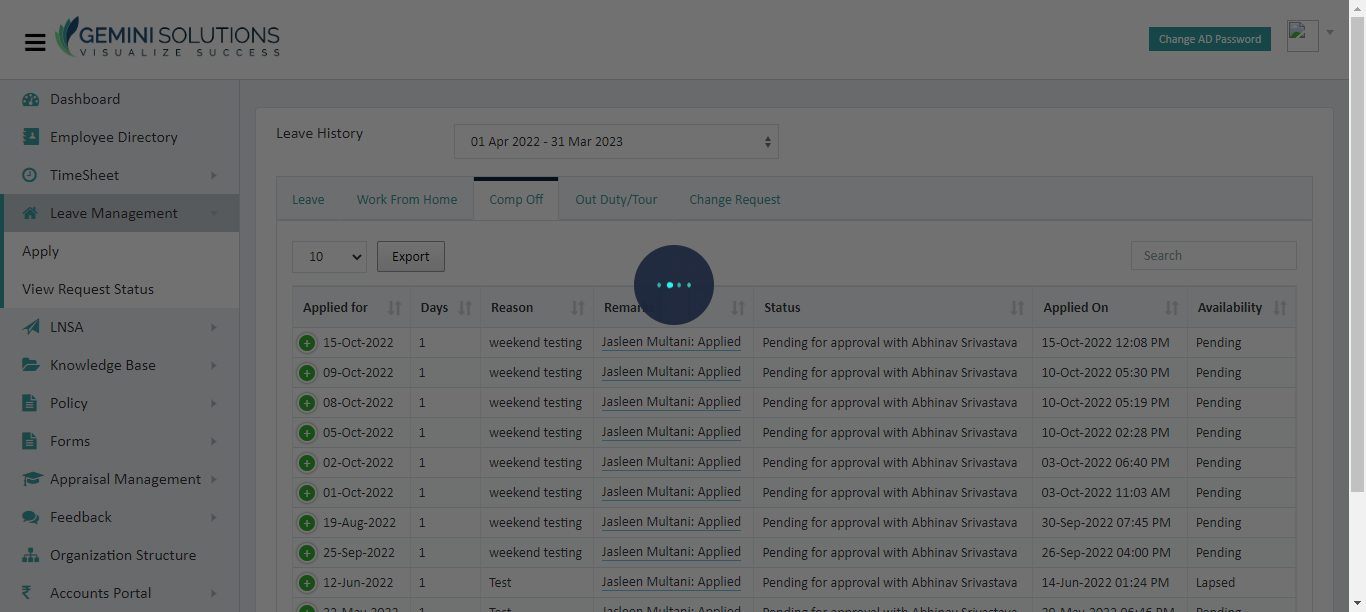 GEMINI SOLUTIONS
VISUALIZE SUCCESS
Change AD Password
Dashboard
Employee Directory
TimeSheet
Leave Management
Apply
View Request Status
LNSA
Knowledge Base
Policy
Forms
Appraisal Management
Feedback
Organization Structure
Accounts Portal
Leave History
01 Apr 2022 - 31 Mar 2023
Leave Work From Home Comp Off Out Duty/Tour Change Request
10 Export Search
Applied for Days Reason Status Applied On Availability
15-Oct-2022 1 weekend testing Jasleen Multani: Applied Pending for approval with Abhinav Srivastava 15-Oct-2022 12:08 PM Pending
09-Oct-2022 1 weekend testing Jasleen Multani: Applied Pending for approval with Abhinav Srivastava 10-Oct-2022 05:30 PM Pending
08-Oct-2022 1 weekend testing Jasleen Multani: Applied Pending for approval with Abhinav Srivastava 10-Oct-2022 05:19 PM Pending
05-Oct-2022 1 weekend testing Jasleen Multani: Applied Pending for approval with Abhinav Srivastava 10-Oct-2022 02:28 PM Pending
02-Oct-2022 1 weekend testing Jasleen Multani: Applied Pending for approval with Abhinav Srivastava 03-Oct-2022 06:40 PM Pending
01-Oct-2022 1 weekend testing Jasleen Multani: Applied Pending for approval with Abhinav Srivastava 03-Oct-2022 11:03 AM Pending
19-Aug-2022 1 weekend testing Jasleen Multani: Applied Pending for approval with Abhinav Srivastava 30-Sep-2022 07:45 PM Pending
25-Sep-2022 1 weekend testing Jasleen Multani: Applied Pending for approval with Abhinav Srivastava 26-Sep-2022 04:00 PM Pending
12-Jun-2022 1 Test Jasleen Multani: Applied Pending for approval with Abhinav Srivastava 14-Jun-2022 01:24 PM Lapsed